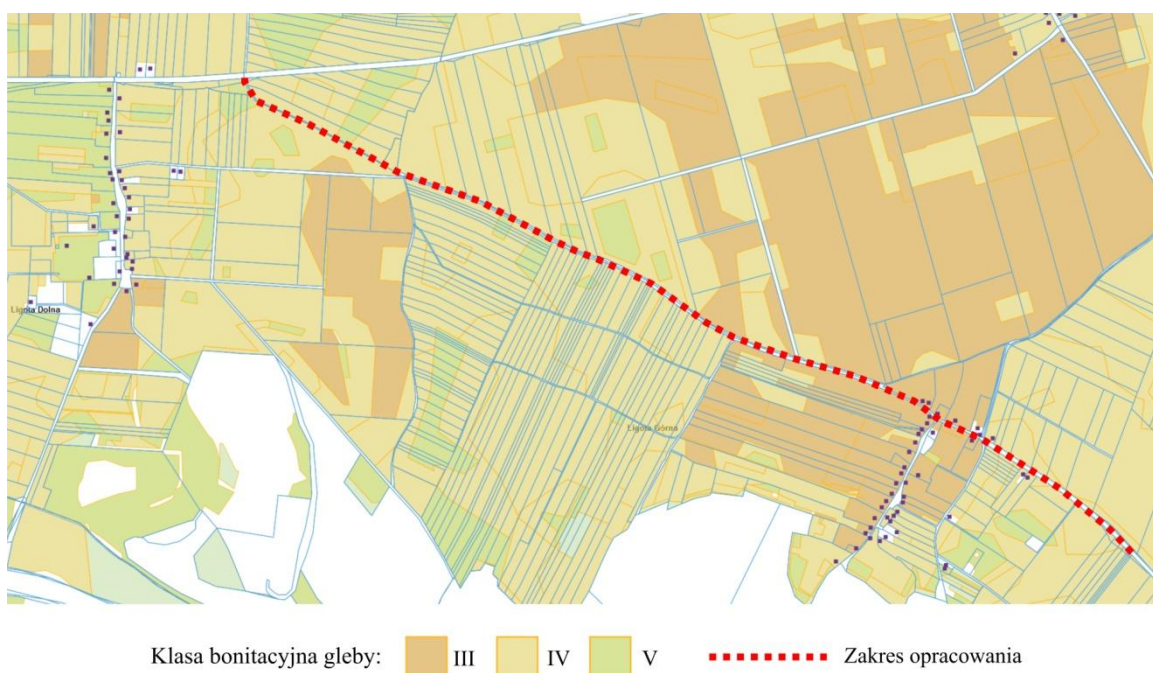 Ligota Dolna
Ligota Górna
Klasa bonitacyjna gleby: III IV V Zakres opracowania